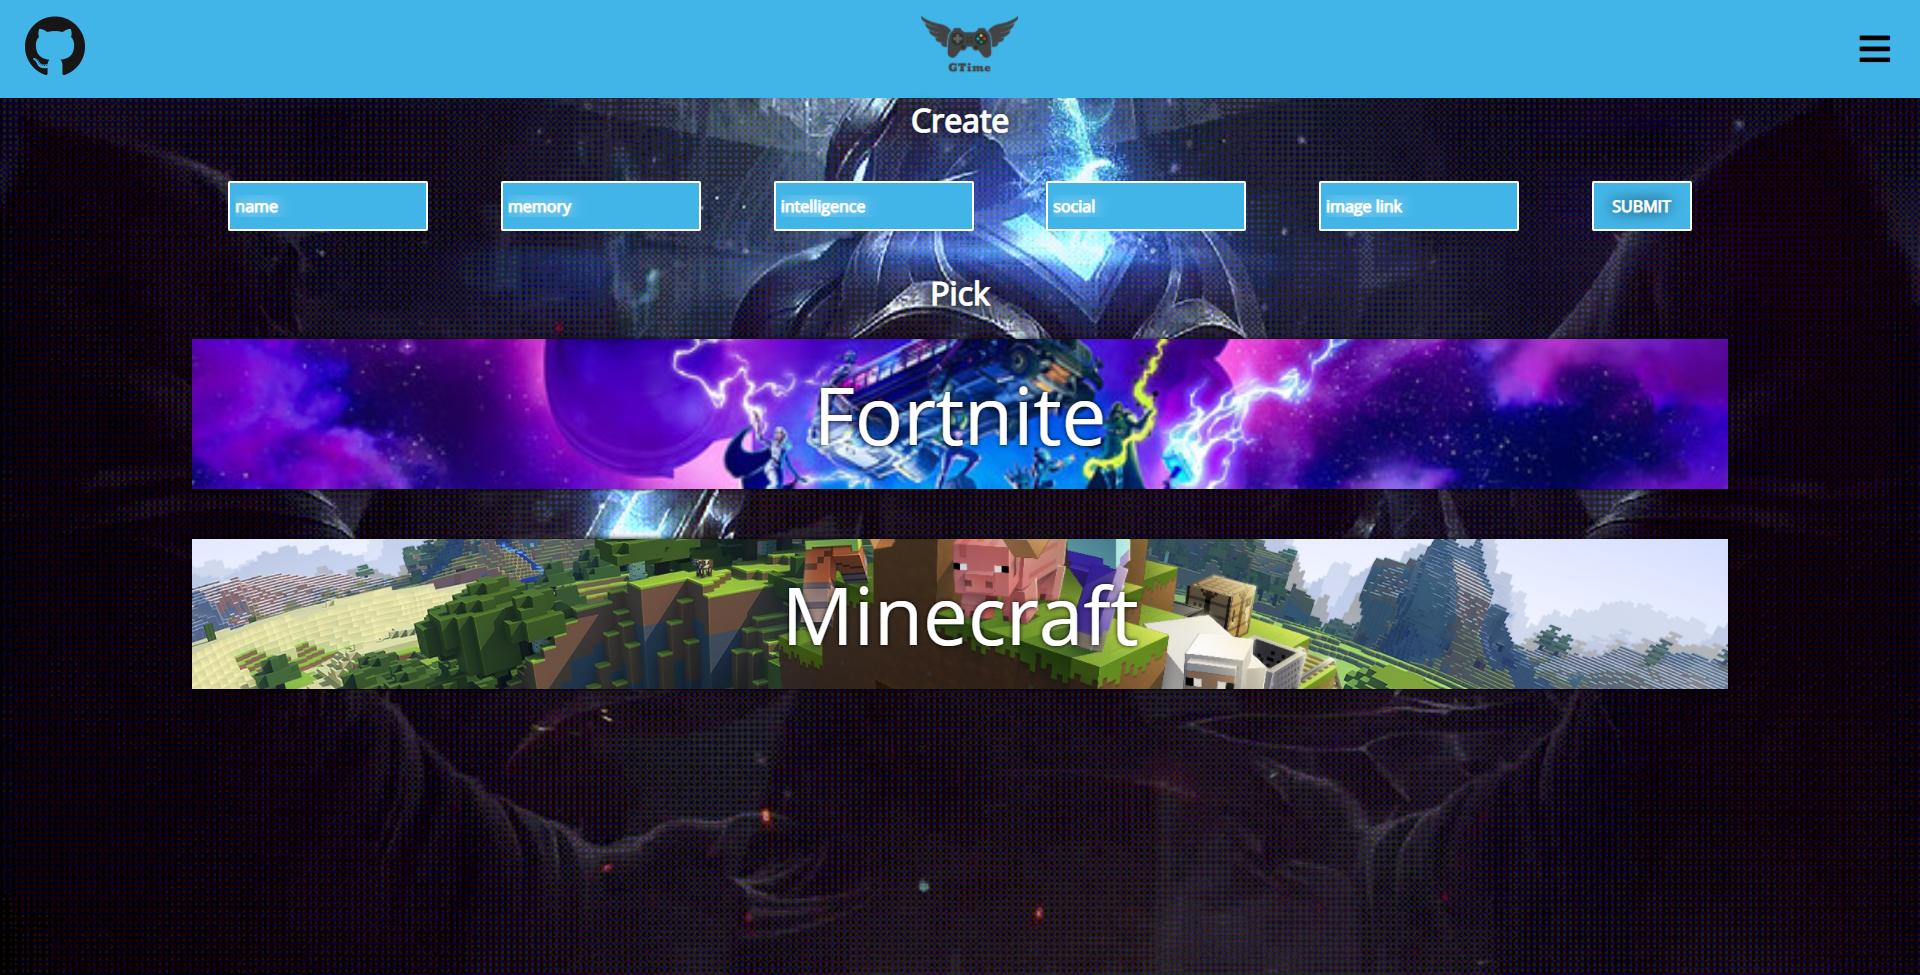 GTime
Create
name
memory
intelligence
social
image link
SUBMIT
Pick
Fortnite
Minecraft